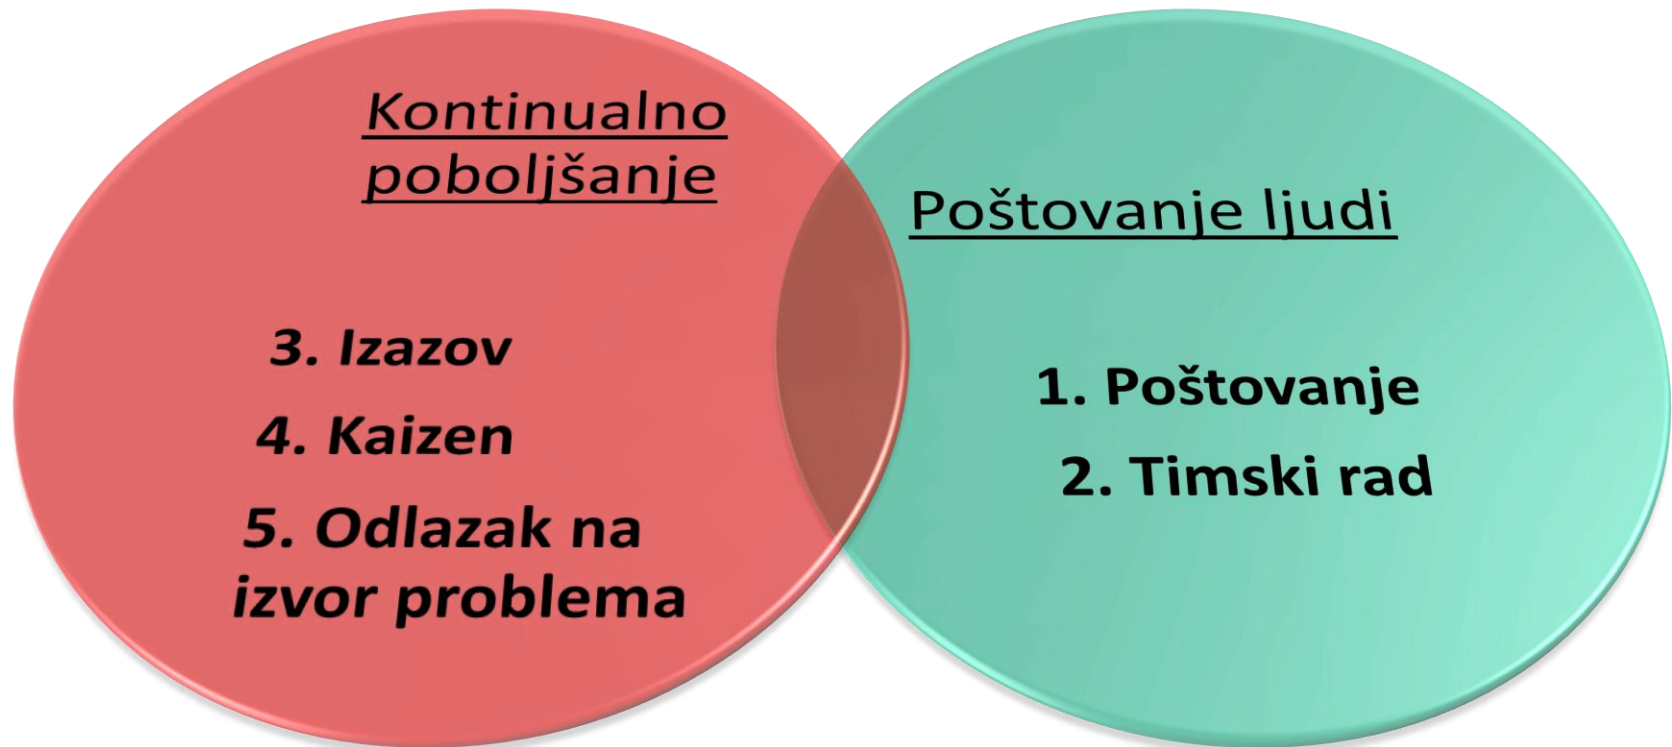 Kontinualno
poboljšanje
3. Izazov
4. Kaizen
5. Odlazak na
izvor problema
Poštovanje ljudi
1. Poštovanje
2. Timski rad